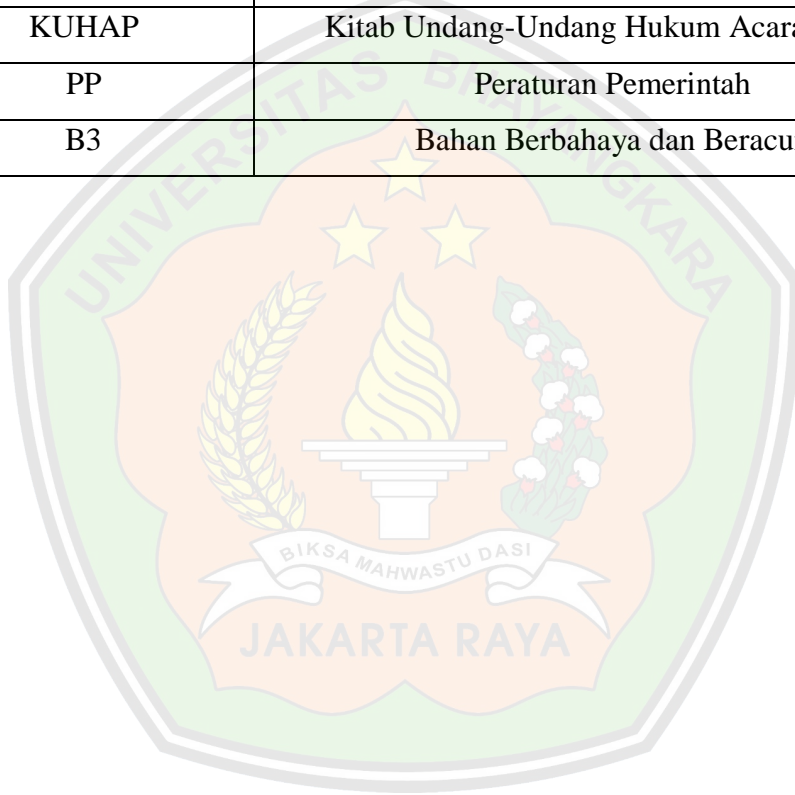 KUHAP Kitab Undang-Undang Hukum Acara
PP Peraturan Pemerintah
B3 Bahan Berbahaya dan Beracu
UNIVERSITAS BHAYANGKARA
BIKSA MAHWASTU DASI
JAKARTA RAYA